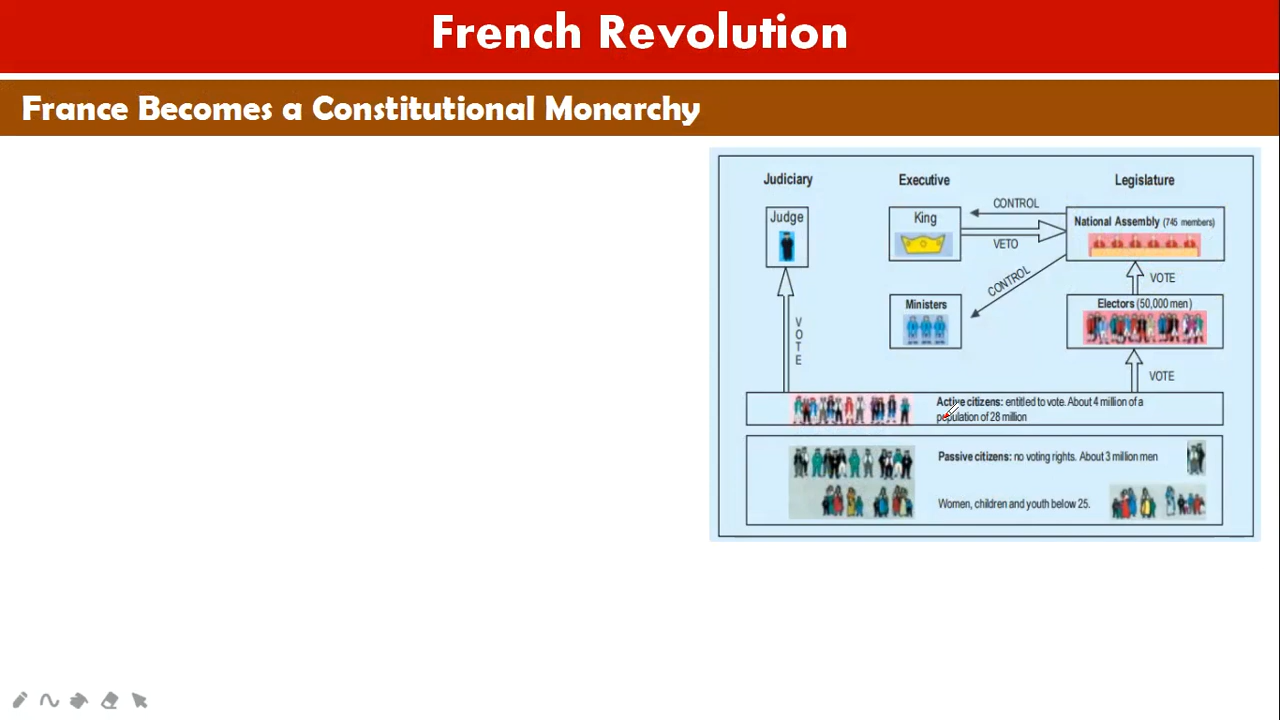 French Revolution
France Becomes a Constitutional Monarchy
Judiciary
Executive
Legislature
Judge
King
CONTROL
National Assembly (745 members)
VETO
CONTROL
VOTE
Ministers
Electors (50,000 men)
VOTE
VOTE
Active citizens: entitled to vote. About 4 million of a
population of 28 million
Passive citizens: no voting rights. About 3 million men
Women, children and youth below 25.